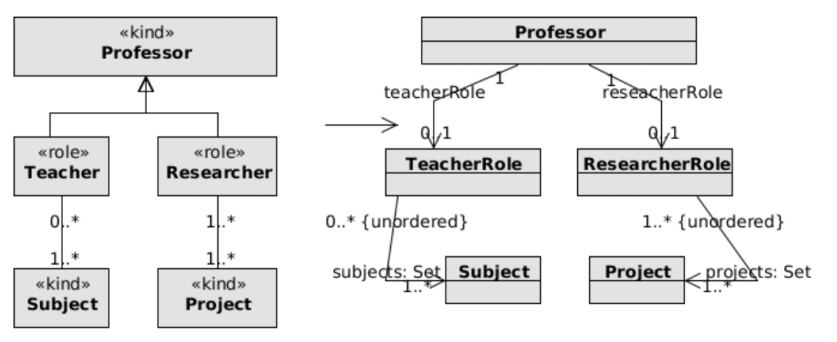 «kind»
Professor
«role»
Teacher
«role»
Researcher
0..*
1..*
1..*
1..*
«kind»
Subject
«kind»
Project
Professor
1
1
teacherRole
reseacherRole
0..1
0..1
TeacherRole
ResearcherRole
0..* {unordered}
1..* {unordered}
subjects: Set
1..*
Subject
Project
projects: Set
1..*